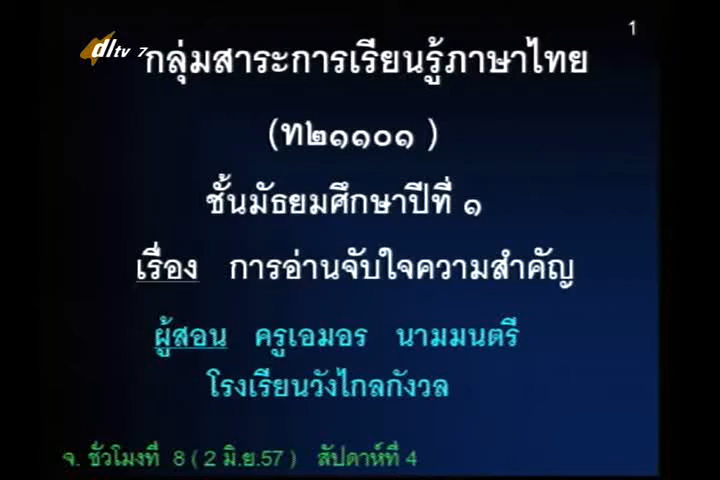 1
dltv 7
กลุ่มสาระการเรียนรู้ภาษาไทย
(ท๒๑๑๐๑ )
ชั้นมัธยมศึกษาปีที่ ๑
เรื่อง การอ่านจับใจความสำคัญ
ผู้สอน ครูเอมอร นามมนตรี
โรงเรียนวังไกลกังวล
จ. ชั่วโมงที่ 8 ( 2 มิ.ย.57 ) สัปดาห์ที่ 4